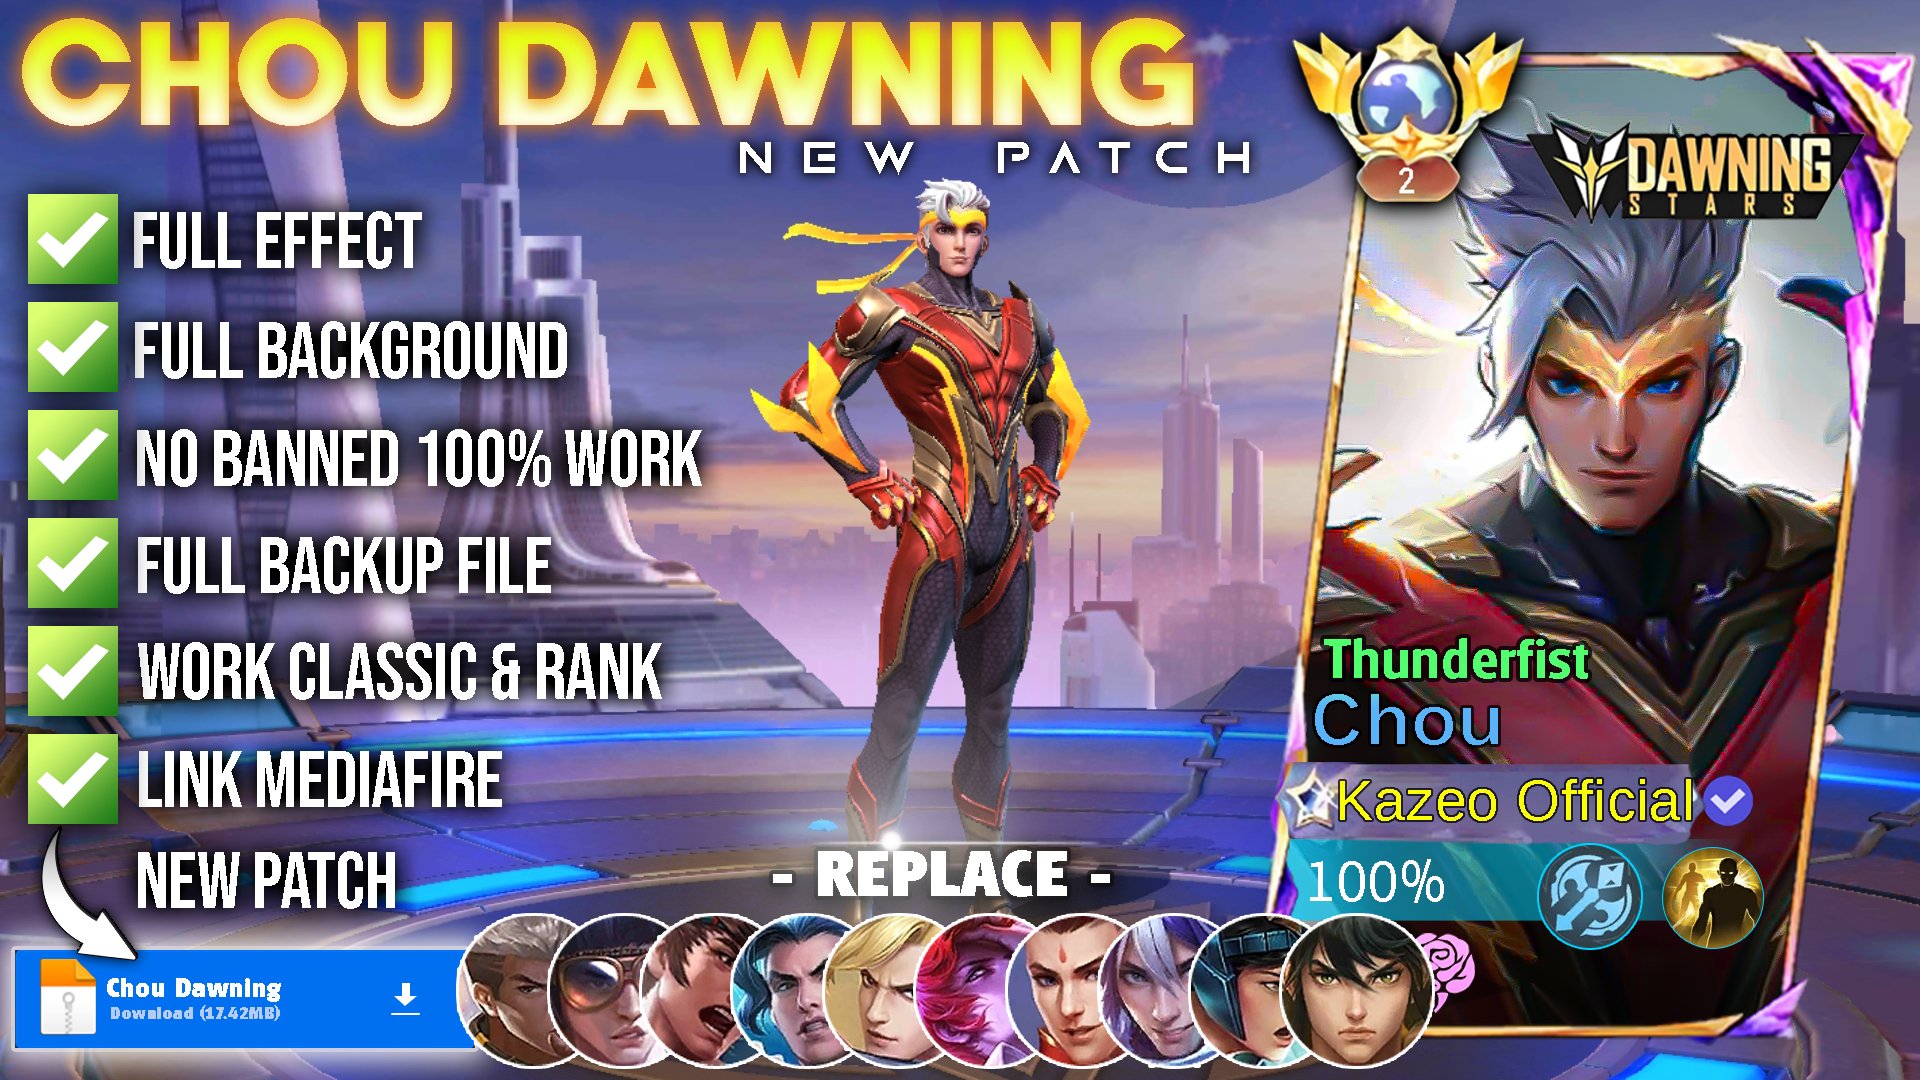 CHOU DAWNING
NEW PATCH
FULL EFFECT
FULL BACKGROUND
NO BANNED 100% WORK
FULL BACKUP FILE
WORK CLASSIC & RANK
LINK MEDIAFIRE
NEW PATCH
Chou Dawning
Download (17.42MB)
- REPLACE -
2
DAWNING
STARS
Thunderfist
Chou
Kazeo Official
100%